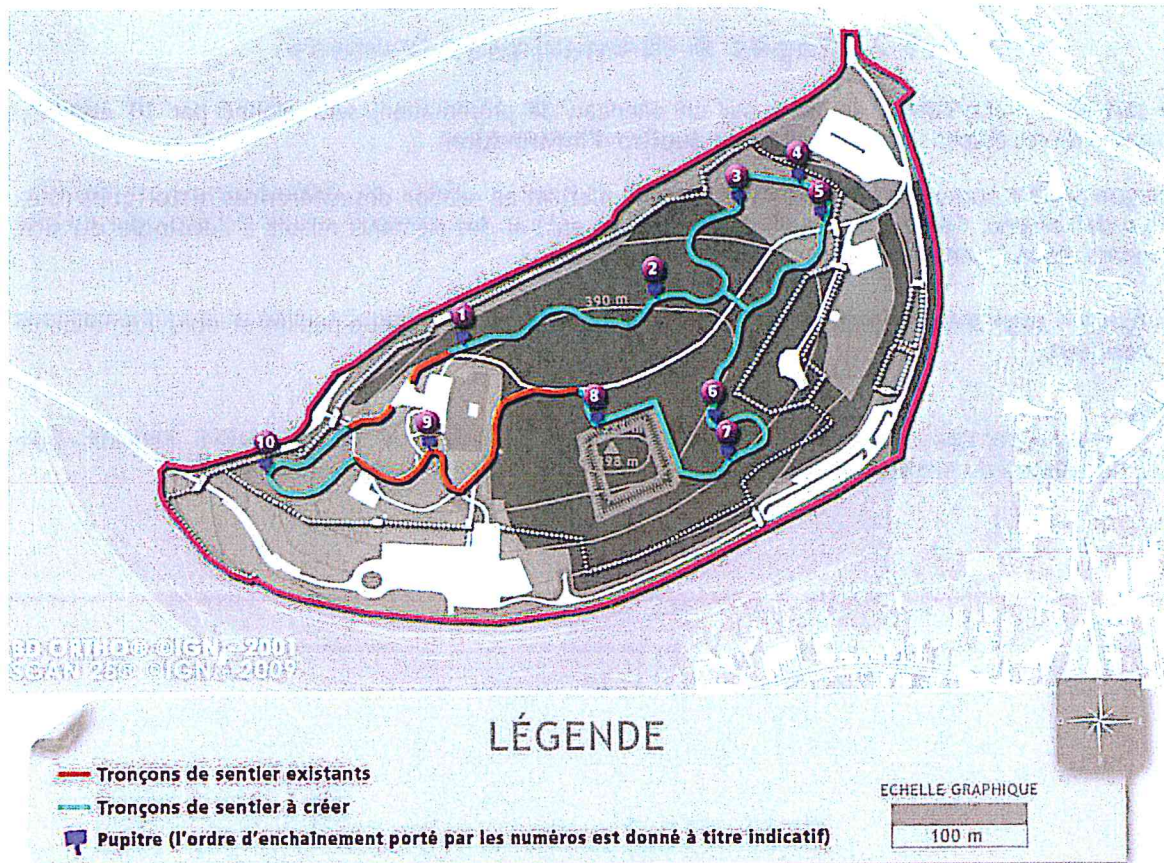 4
3
5
2
390 m
1
6
8
7
9
98 m
10
BD ORTHO® ©IGN - 2001
SCAN 25® ©IGN - 2009
LÉGENDE
Tronçons de sentier existants
Tronçons de sentier à créer
Pupitre (l'ordre d'enchaînement porté par les numéros est donné à titre indicatif)
ECHELLE GRAPHIQUE
100 m